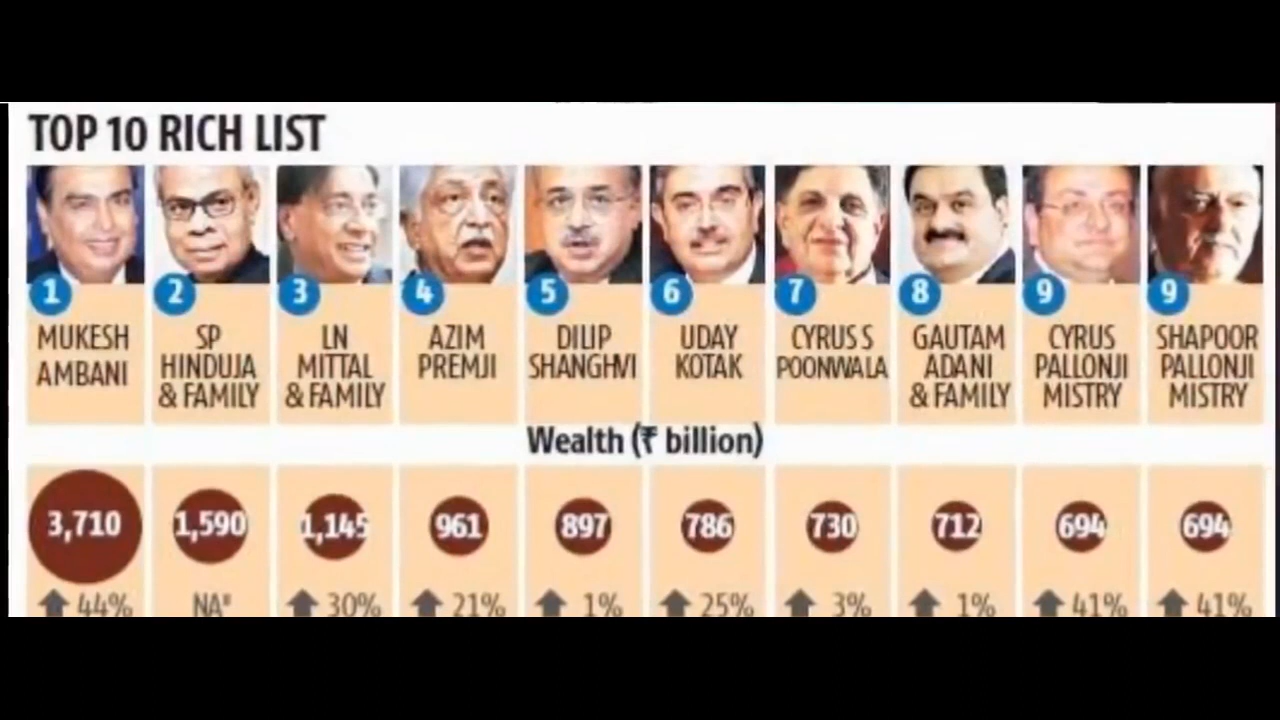 TOP 10 RICH LIST
1 2 3 4 5 6 7 8 9 9
MUKESH
AMBANI
SP
HINDUJA
& FAMILY
LN
MITTAL
& FAMILY
AZIM
PREMJI
DILIP
SHANGHVI
UDAY
KOTAK
CYRUS S
POONWALA
GAUTAM
ADANI
& FAMILY
CYRUS
PALLONJI
MISTRY
SHAPOOR
PALLONJI
MISTRY
Wealth (₹ billion)
3,710 1,590 1,145 961 897 786 730 712 694 694
44% NA# 30% 21% 1% 25% 3% 1% 41% 41%